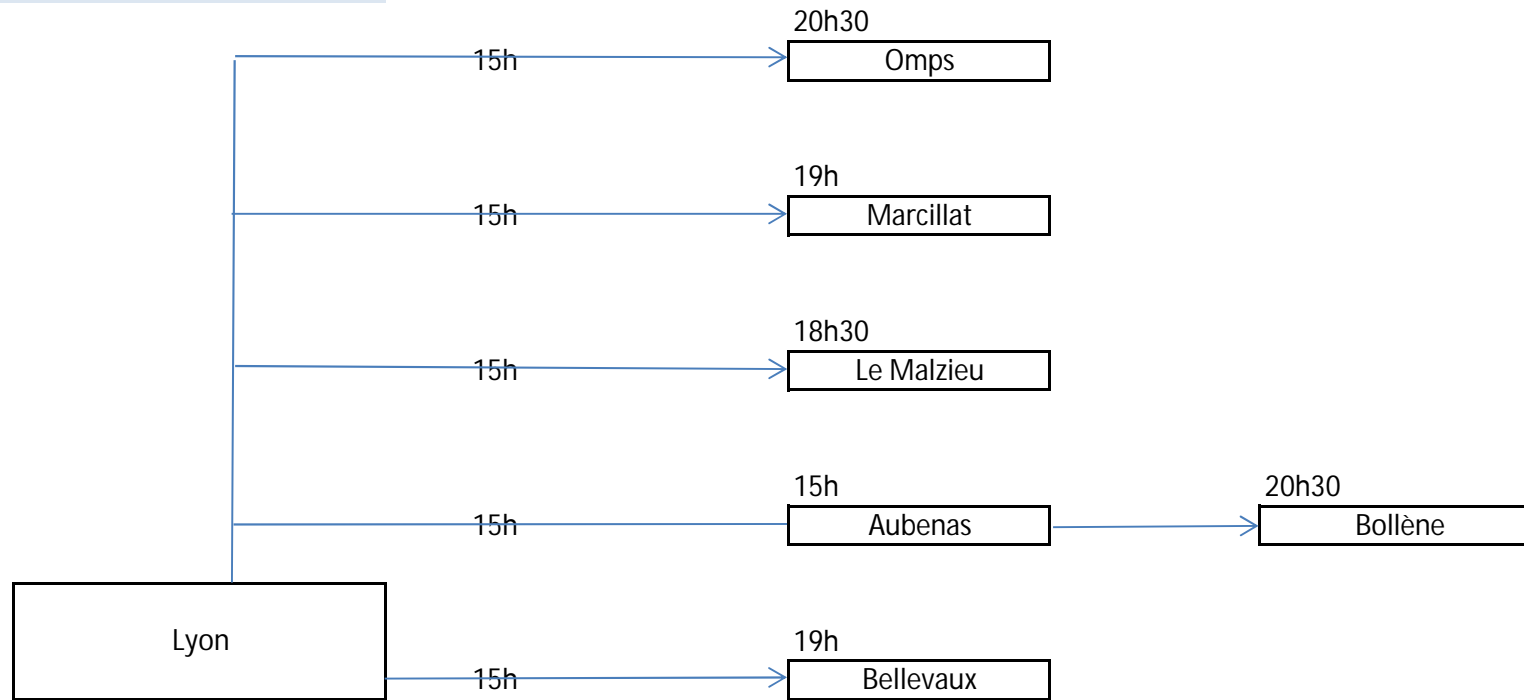 20h30
15h
Omps
19h
15h
Marcillat
18h30
15h
Le Malzieu
15h
20h30
15h
Aubenas
Bollène
Lyon
19h
15h
Bellevaux